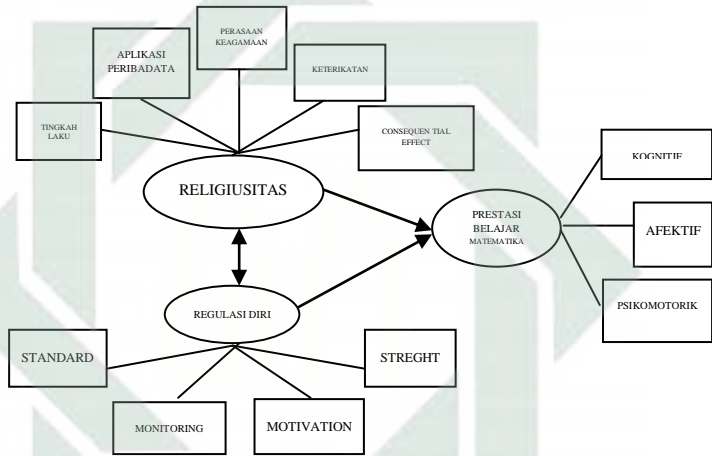 PERASAAN
KEAGAMAAN
APLIKASI
PERIBADATA
KETERIKATAN
TINGKAH
LAKU
CONSEQUEN TIAL
EFFECT
RELIGIUSITAS
KOGNITIF
PRESTASI
BELAJAR
MATEMATIKA
AFEKTIF
PSIKOMOTORIK
REGULASI DIRI
STANDARD
STREGHT
MONITORING
MOTIVATION